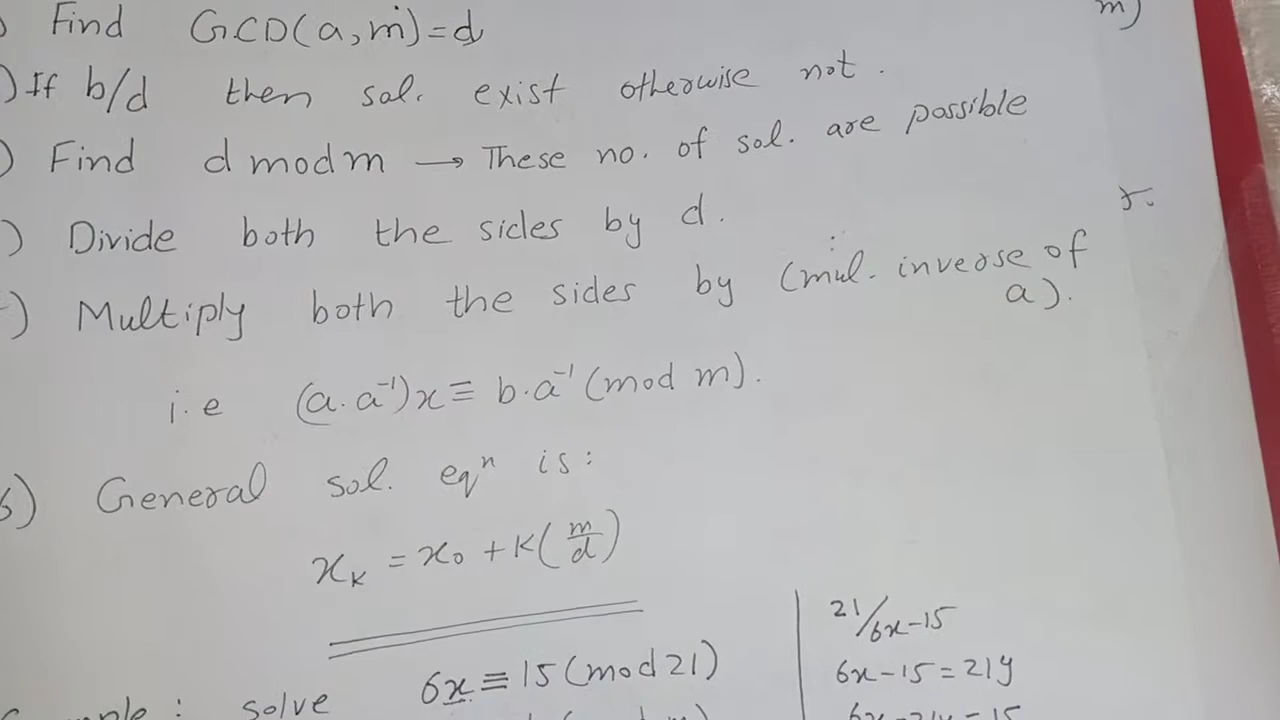 m)
) Find GCD(a,m)=d
) If b/d then sol. exist otherwise not.
) Find d mod m → These no. of sol. are possible
) Divide both the sides by d.
) Multiply both the sides by (mul. inverse of a).
i.e (a.a⁻¹)x ≡ b.a⁻¹ (mod m).
6) General sol. eqⁿ is:
xₖ = x₀ + K(m/d)
solve 6x ≡ 15 (mod 21)
21/6x-15
6x-15 = 21y